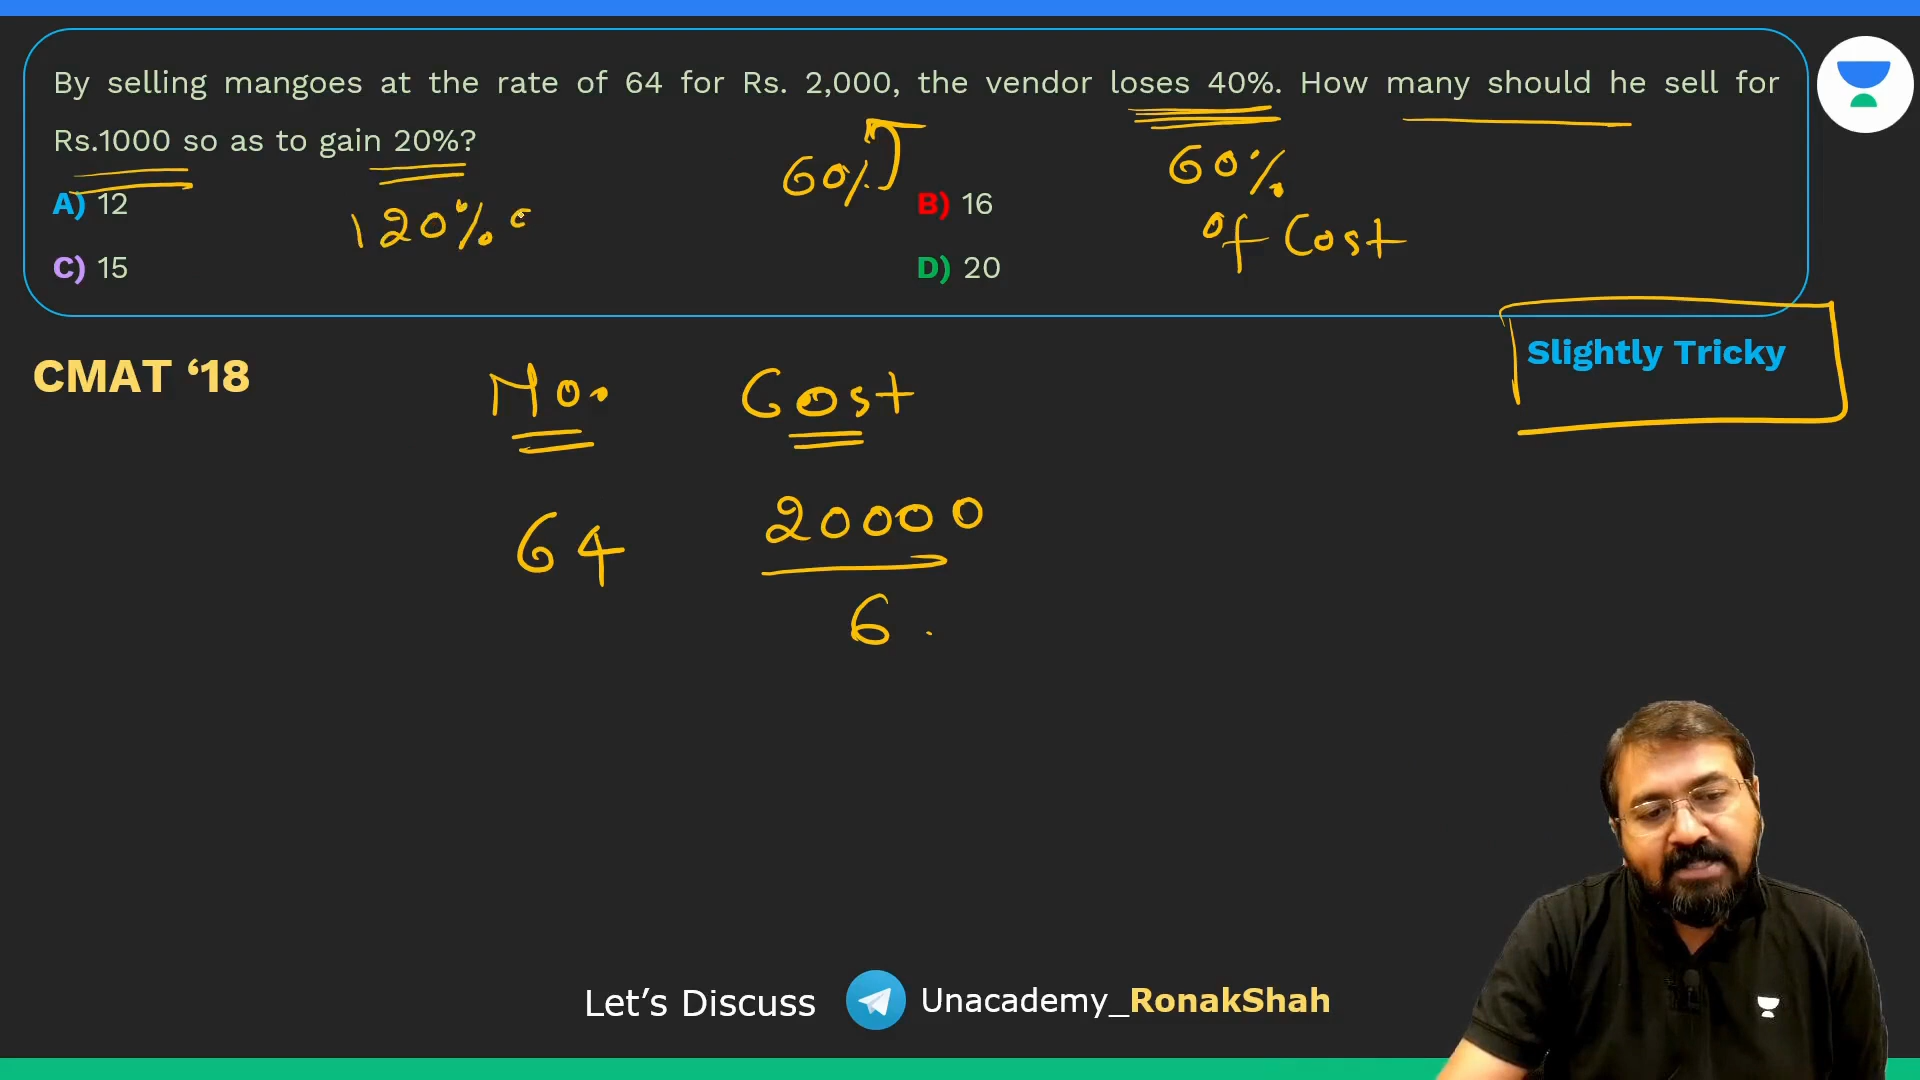 By selling mangoes at the rate of 64 for Rs. 2,000, the vendor loses 40%. How many should he sell for
Rs.1000 so as to gain 20%?
60%
60%
A) 12
B) 16
120% o
of Cost
C) 15
D) 20
Slightly Tricky
CMAT ‘18
No.
Cost
64
20000
6
Let’s Discuss
Unacademy_RonakShah